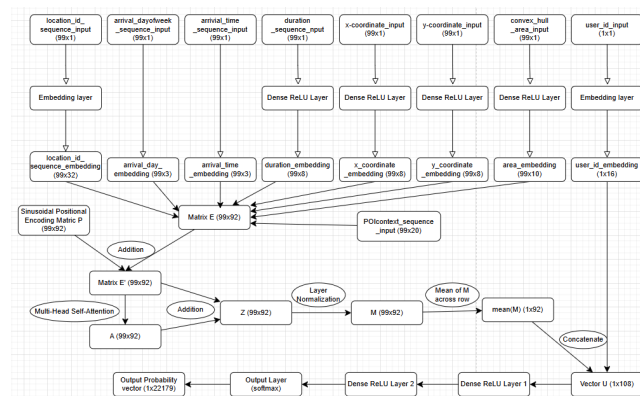 location_id_
sequence_input
(99x1)
arrival_dayofweek
_sequence_input
(99x1)
arrivial_time
_sequence_input
(99x1)
duration
_sequence_nput
(99x1)
x-coordinate_input
(99x1)
y-coordinate_input
(99x1)
convex_hull
_area_input
(99x1)
user_id_input
(1x1)
Embedding layer
Dense ReLU Layer
Dense ReLU Layer
Dense ReLU Layer
Dense ReLU Layer
Embedding layer
location_id_
sequence_embedding
(99x32)
arrival_day_
embedding (99x3)
arrival_time
_embedding (99x3)
duration_embedding
(99x8)
x_coordinate
_embedding (99x8)
y_coordinate
_embedding (99x8)
area_embedding
(99x10)
user_id_embedding
(1x16)
Sinusoidal Positional
Encoding Matric P
(99x92)
Matrix E (99x92)
POIcontext_sequence
_input (99x20)
Addition
Matrix E' (99x92)
Multi-Head Self-Attention
Addition
A (99x92)
Z (99x92)
Layer
Normalization
M (99x92)
Mean of M
across row
mean(M) (1x92)
Concatenate
Output Probability
vector (1x22179)
Output Layer
(softmax)
Dense ReLU Layer 2
Dense ReLU Layer 1
Vector U (1x108)